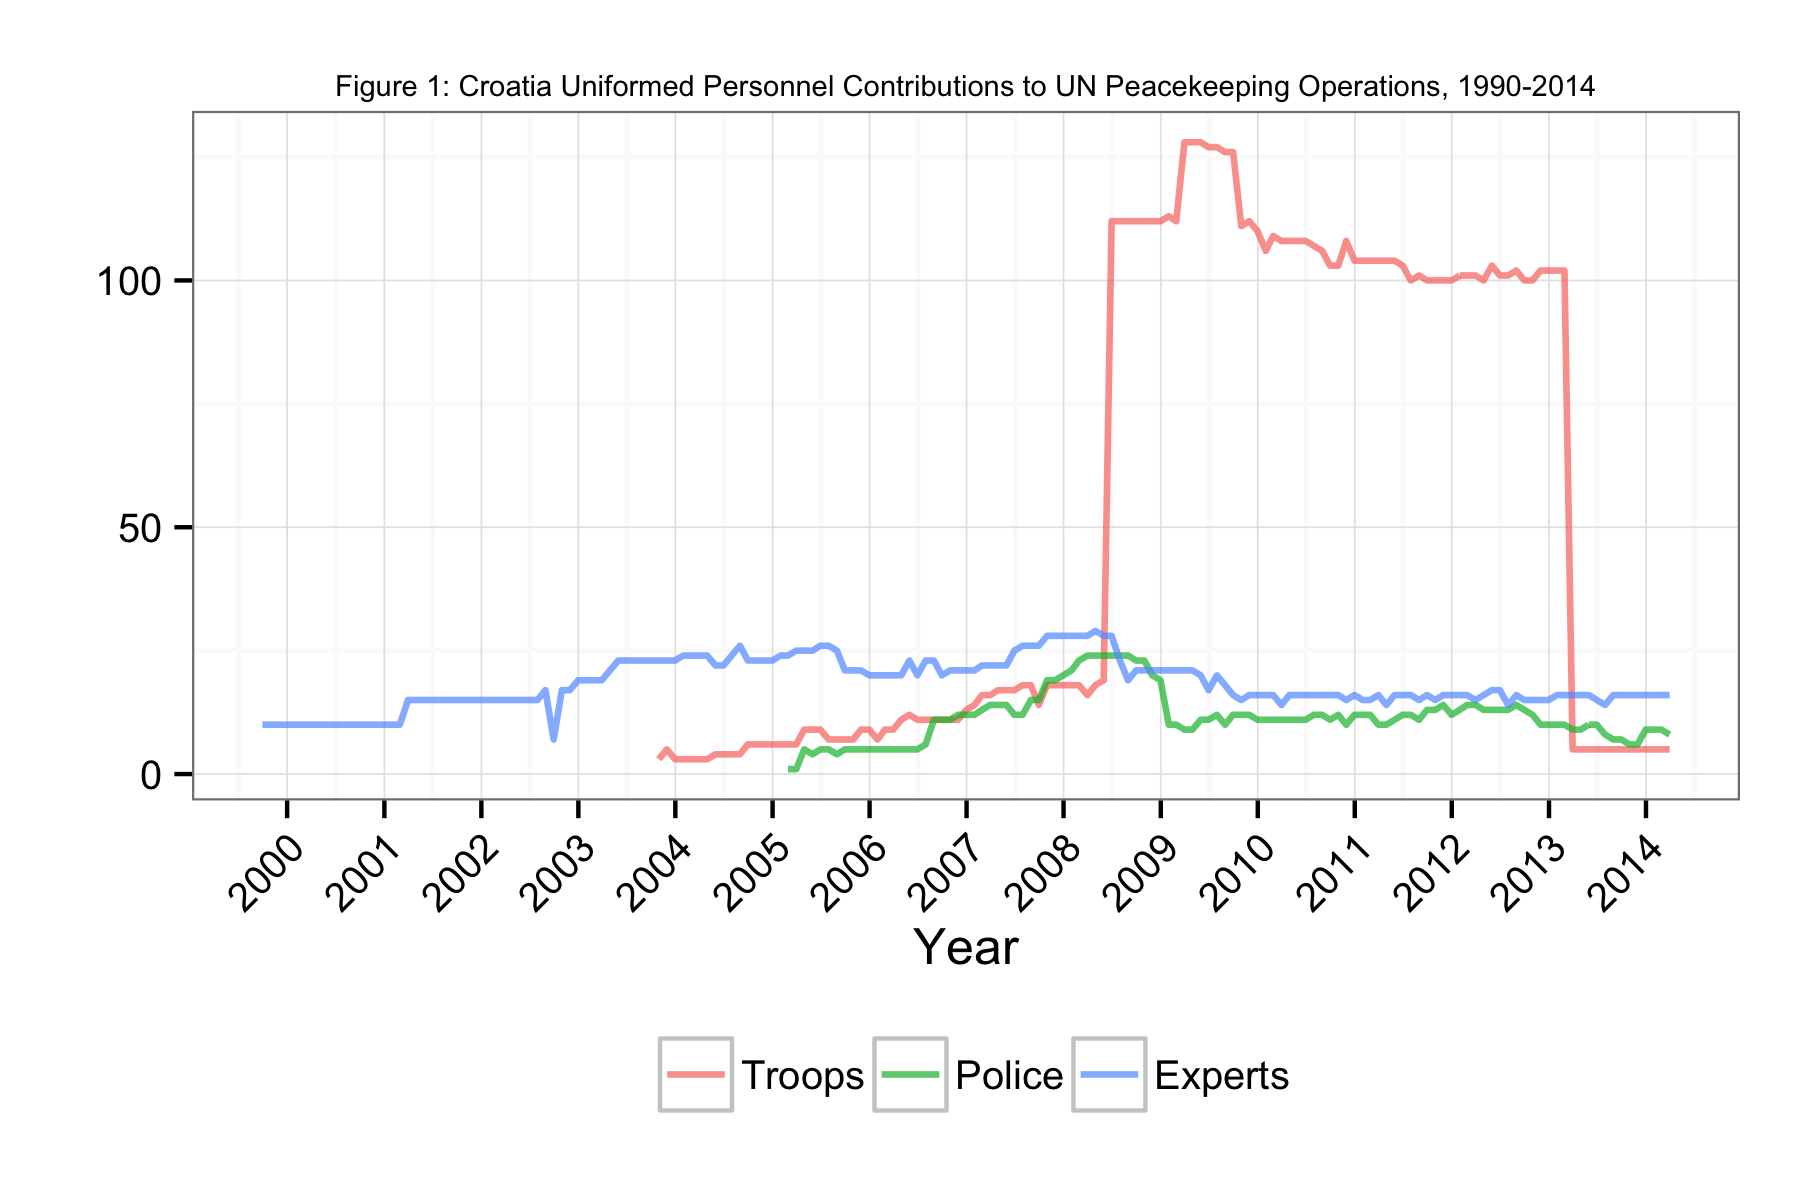 Figure 1: Croatia Uniformed Personnel Contributions to UN Peacekeeping Operations, 1990-2014
100
50
0
2000 2001 2002 2003 2004 2005 2006 2007 2008 2009 2010 2011 2012 2013 2014
Year
Troops Police Experts